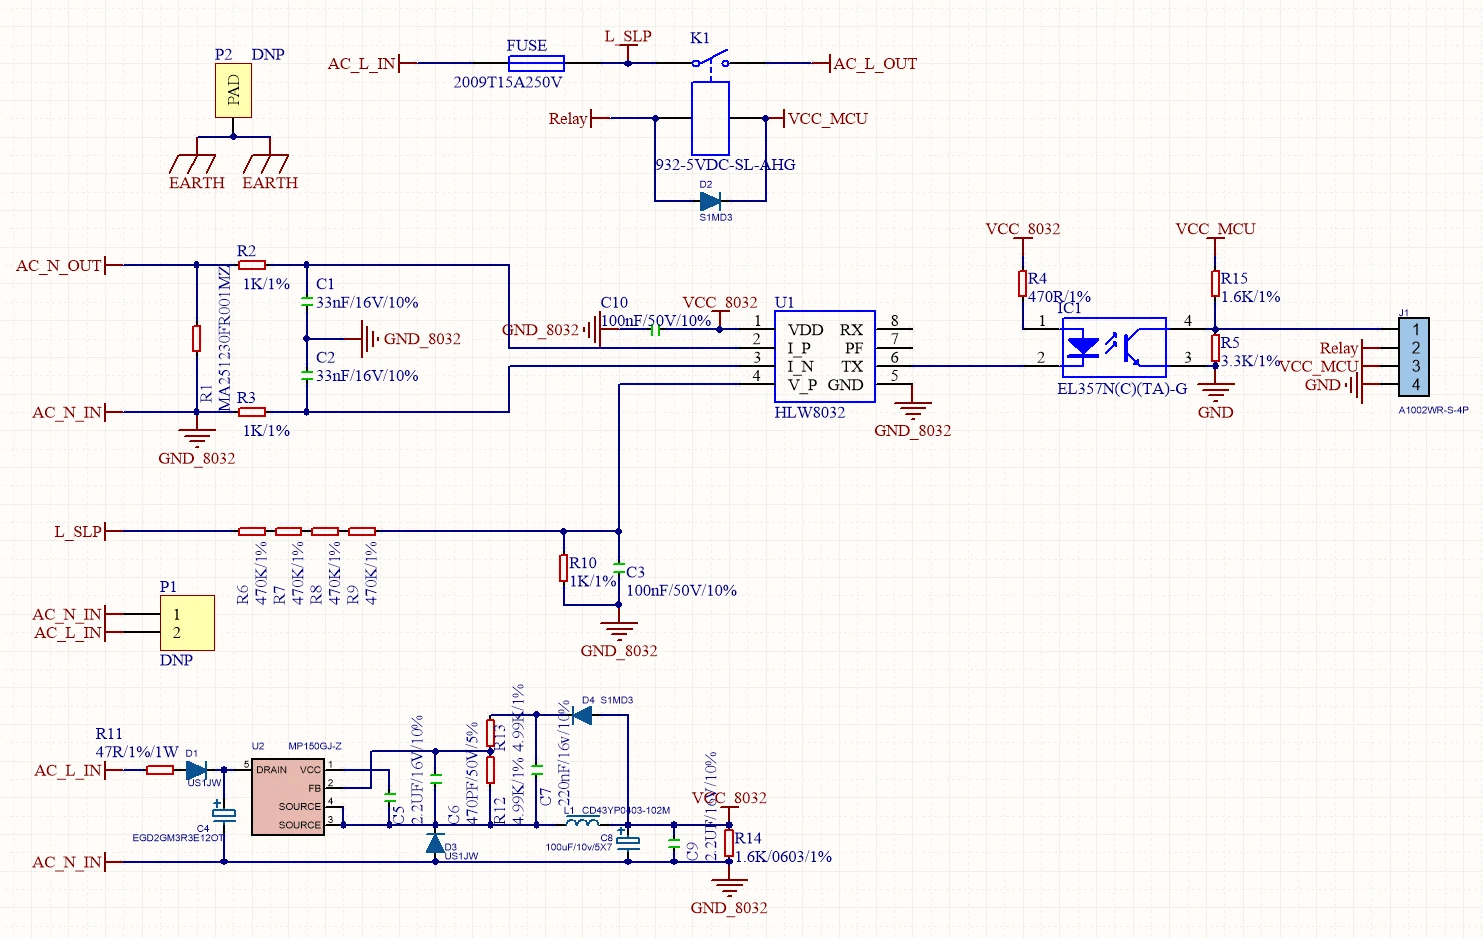 P2 DNP
PAD
EARTH EARTH
AC_L_IN
FUSE
2009T15A250V
L_SLP
K1
AC_L_OUT
Relay
VCC_MCU
932-5VDC-SL-AHG
D2
S1MD3
AC_N_OUT
R2
1K/1%
R1
MA251230FR001MZ
C1
33nF/16V/10%
GND_8032
C2
33nF/16V/10%
AC_N_IN
R3
1K/1%
GND_8032
C10
100nF/50V/10%
GND_8032
VCC_8032
U1
1 VDD RX 8
2 I_P PF 7
3 I_N TX 6
4 V_P GND 5
HLW8032
GND_8032
VCC_8032
R4
470R/1%
IC1
1
2
4
3
EL357N(C)(TA)-G
VCC_MCU
R15
1.6K/1%
R5
3.3K/1%
GND
J1
1
Relay 2
VCC_MCU 3
GND 4
A1002WR-S-4P
L_SLP
R6
470K/1%
R7
470K/1%
R8
470K/1%
R9
470K/1%
R10
1K/1%
C3
100nF/50V/10%
GND_8032
P1
AC_N_IN 1
AC_L_IN 2
DNP
R11
47R/1%/1W
AC_L_IN
D1
US1JW
C4
EGD2GM3R3E12OT
AC_N_IN
U2 MP150GJ-Z
5 DRAIN VCC 1
FB 2
SOURCE 4
SOURCE 3
C5
2.2UF/16V/10%
D3
US1JW
C6
470PF/50V/5%
R13
4.99K/1%
R12
4.99K/1%
C7
220nF/16v/10%
D4 S1MD3
L1 CD43YP0403-102M
C8
100uF/10v/5X7
C9
2.2UF/16V/10%
VCC_8032
R14
1.6K/0603/1%
GND_8032